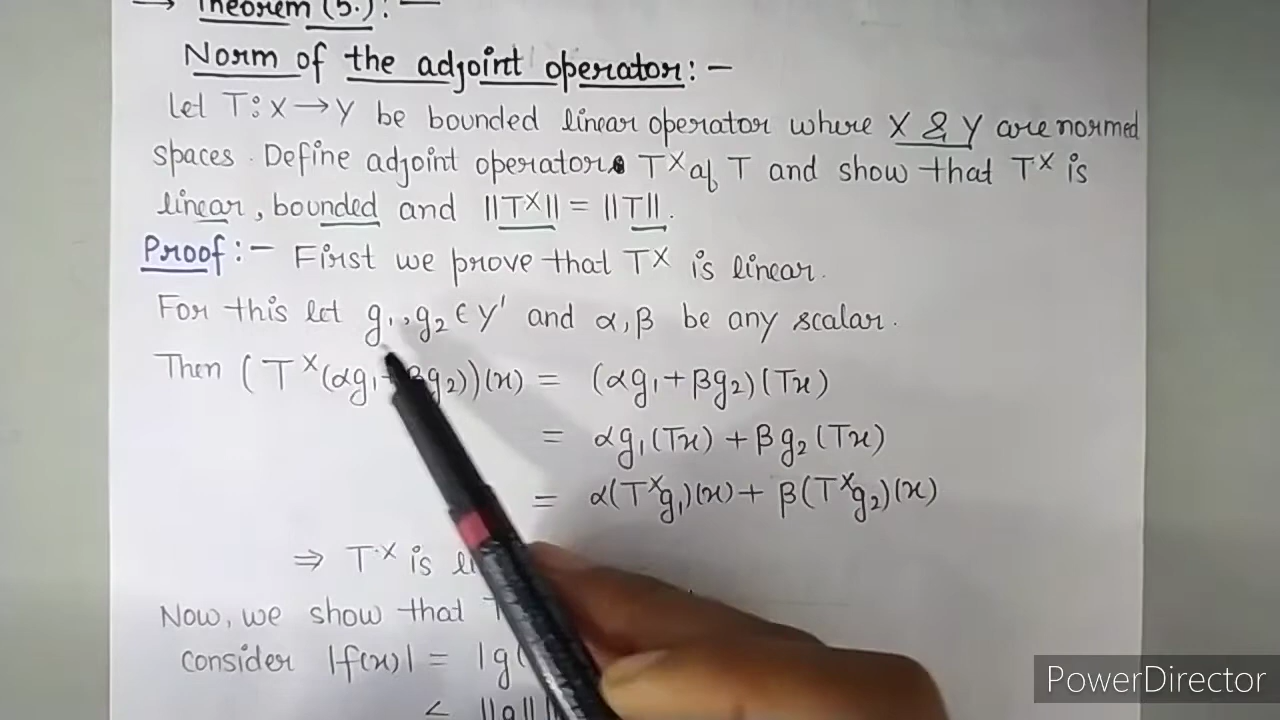 → Theorem (5.) : —
Norm of the adjoint operator : —
Let T: X → Y be bounded linear operator where X & Y are normed
spaces. Define adjoint operator T^X of T and show that T^X is
linear, bounded and ||T^X|| = ||T||.
Proof :— First we prove that T^X is linear.
For this let g₁, g₂ ∈ Y' and α, β be any scalar.
Then (T^X(αg₁ + βg₂))(x) = (αg₁ + βg₂)(Tx)
= αg₁(Tx) + βg₂(Tx)
= α(T^X g₁)(x) + β(T^X g₂)(x)
⇒ T^X is
Now, we show that T
consider |f(x)| = |g(
≤ ||g||
PowerDirector